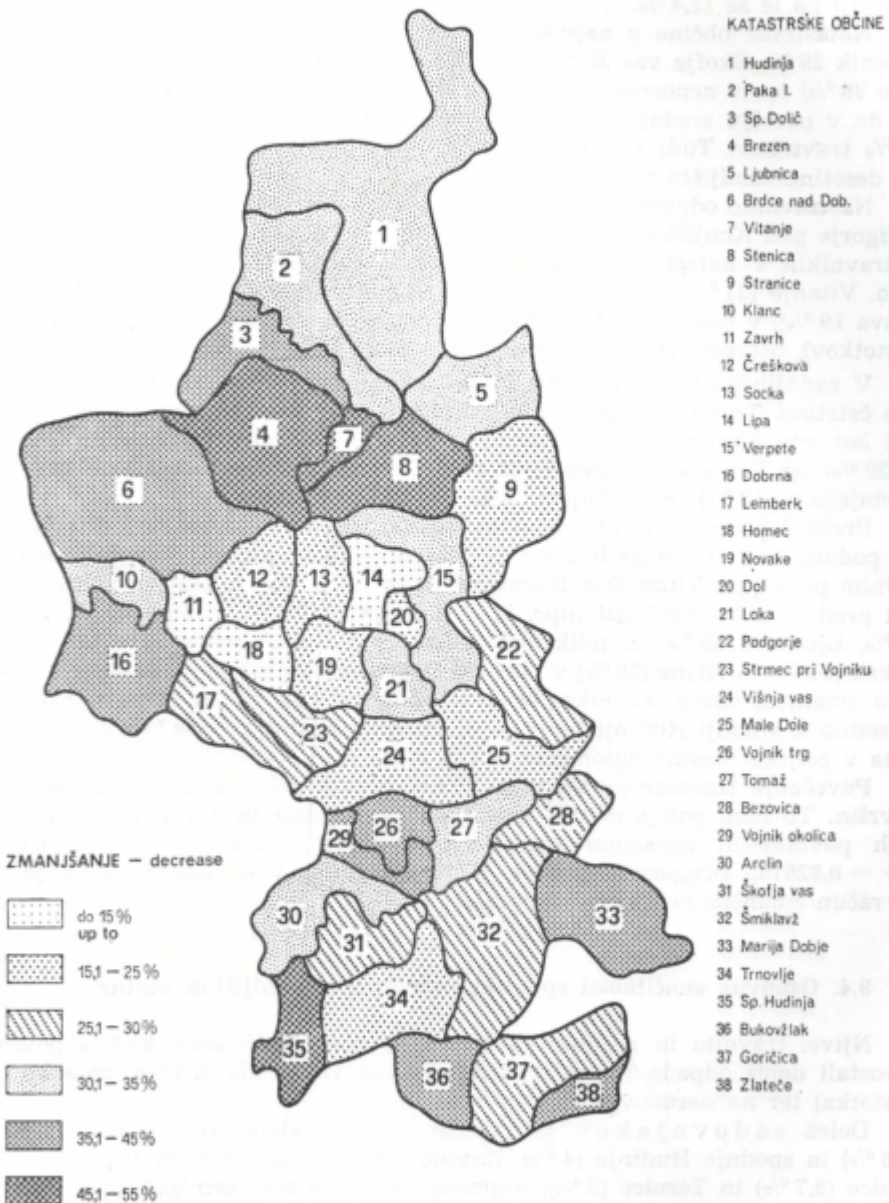 KATASTRSKE OBČINE
1 Hudinja
2 Paka I.
3 Sp. Dolič
4 Brezen
5 Ljubnica
6 Brdce nad Dob.
7 Vitanje
8 Stenica
9 Stranice
10 Klanc
11 Zavrh
12 Čreškova
13 Socka
14 Lipa
15 Verpete
16 Dobrna
17 Lemberk
18 Homec
19 Novake
20 Dol
21 Loka
22 Podgorje
23 Strmec pri Vojniku
24 Višnja vas
25 Male Dole
26 Vojnik trg
27 Tomaž
28 Bezovica
29 Vojnik okolica
30 Arclin
31 Škofja vas
32 Šmiklavž
33 Marija Dobje
34 Trnovlje
35 Sp. Hudinja
36 Bukovžlak
37 Goričica
38 Zlateče
1
2
3
4
5
6
7
8
9
10
11
12
13
14
15
16
17
18
19
20
21
22
23
24
25
26
27
28
29
30
31
32
33
34
35
36
37
38
ZMANJŠANJE — decrease
do 15%
up to
15,1 — 25%
25,1 — 30%
30,1 — 35%
35,1 — 45%
45,1 — 55%